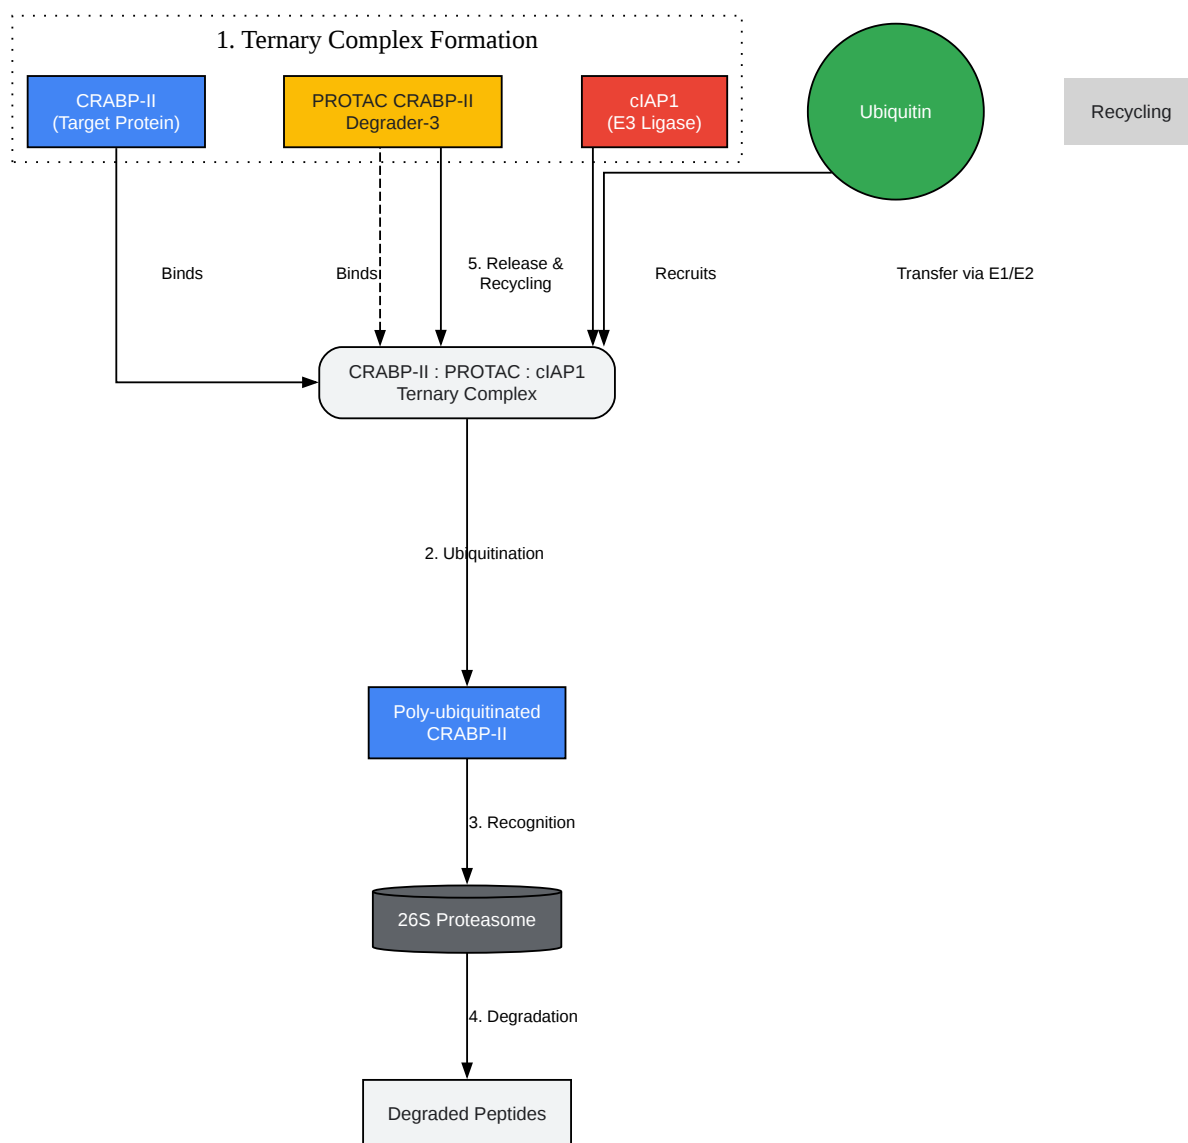 1. Ternary Complex Formation
CRABP-II
(Target Protein)
PROTAC CRABP-II
Degrader-3
cIAP1
(E3 Ligase)
Ubiquitin
Recycling
Binds
Binds
5. Release &
Recycling
Recruits
Transfer via E1/E2
CRABP-II : PROTAC : cIAP1
Ternary Complex
2. Ubiquitination
Poly-ubiquitinated
CRABP-II
3. Recognition
26S Proteasome
4. Degradation
Degraded Peptides